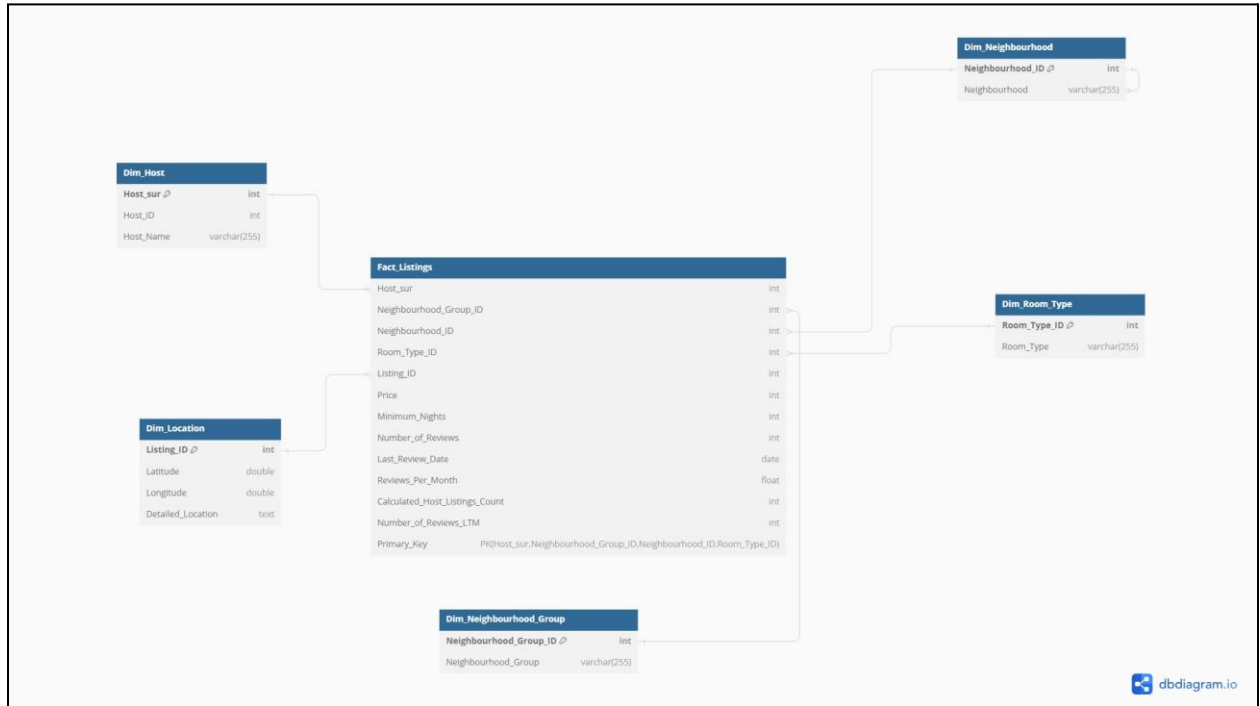 Dim_Neighbourhood
Neighbourhood_ID int
Neighbourhood varchar(255)
Dim_Host
Host_sur int
Host_ID int
Host_Name varchar(255)
Fact_Listings
Host_sur int
Neighbourhood_Group_ID int
Neighbourhood_ID int
Room_Type_ID int
Listing_ID int
Price int
Minimum_Nights int
Number_of_Reviews int
Last_Review_Date date
Reviews_Per_Month float
Calculated_Host_Listings_Count int
Number_of_Reviews_LTM int
Primary_Key PK(Host_sur,Neighbourhood_Group_ID,Neighbourhood_ID,Room_Type_ID)
Dim_Room_Type
Room_Type_ID int
Room_Type varchar(255)
Dim_Location
Listing_ID int
Latitude double
Longitude double
Detailed_Location text
Dim_Neighbourhood_Group
Neighbourhood_Group_ID int
Neighbourhood_Group varchar(255)
dbdiagram.io